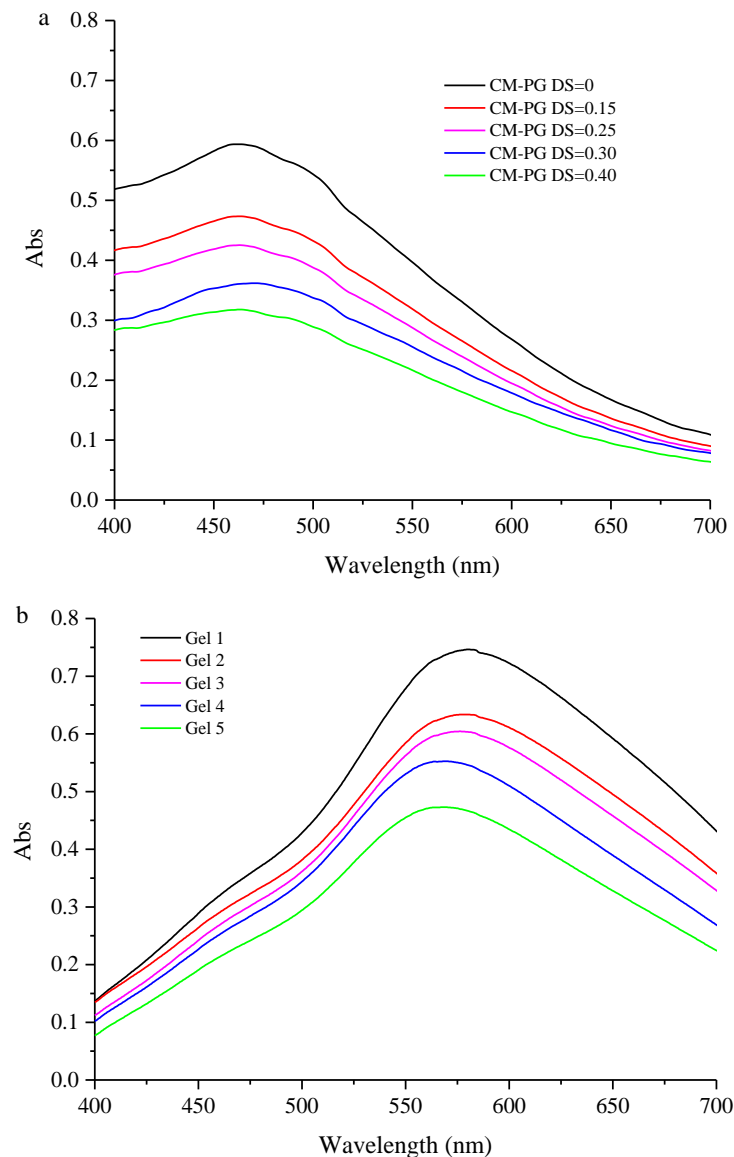 a
0.8
0.7
0.6
0.5
0.4
0.3
0.2
0.1
0.0
Abs
CM-PG DS=0
CM-PG DS=0.15
CM-PG DS=0.25
CM-PG DS=0.30
CM-PG DS=0.40
400 450 500 550 600 650 700
Wavelength (nm)
b
0.8
0.7
0.6
0.5
0.4
0.3
0.2
0.1
0.0
Abs
Gel 1
Gel 2
Gel 3
Gel 4
Gel 5
400 450 500 550 600 650 700
Wavelength (nm)